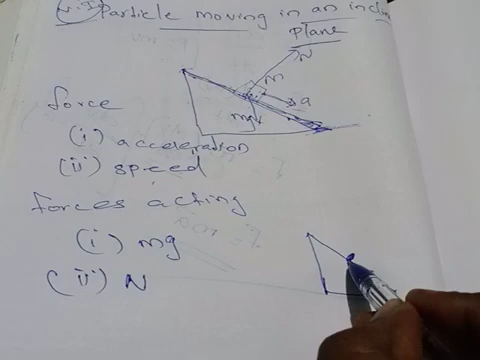 Particle moving in an incl
plane
N
m
a
mg
force
(i) acceleration
(ii) speed
forces acting
(i) mg
(ii) N